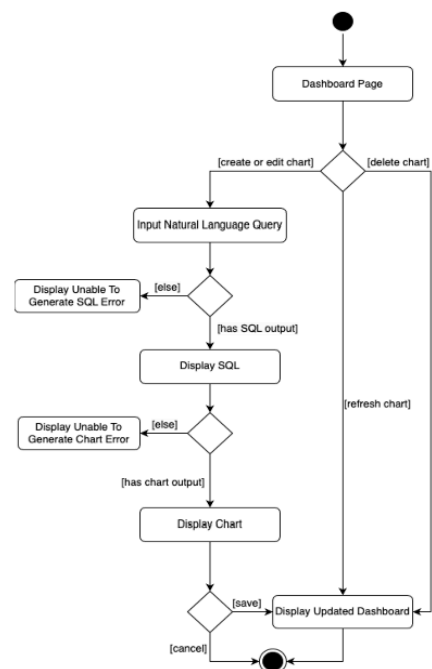 Dashboard Page
[create or edit chart]
[delete chart]
Input Natural Language Query
Display Unable To
Generate SQL Error
[else]
[has SQL output]
Display SQL
[refresh chart]
Display Unable To
Generate Chart Error
[else]
[has chart output]
Display Chart
[save]
Display Updated Dashboard
[cancel]